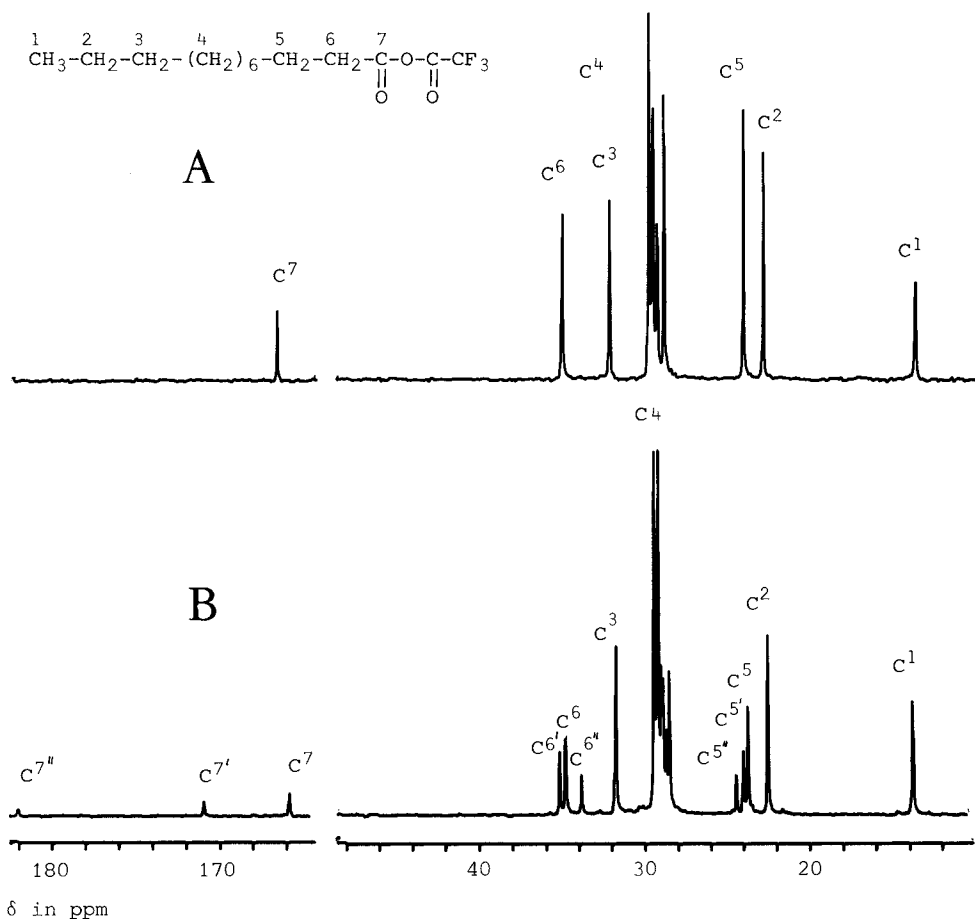 1 2 3 4 5 6 7
CH3-CH2-CH2-(CH2)6-CH2-CH2-C-O-C-CF3
O O
A
C7
C6
C3
C4
C5
C2
C1
B
C7"
C7'
C7
C6'
C6
C6"
C3
C4
C5"
C5'
C5
C2
C1
180 170 40 30 20
δ in ppm